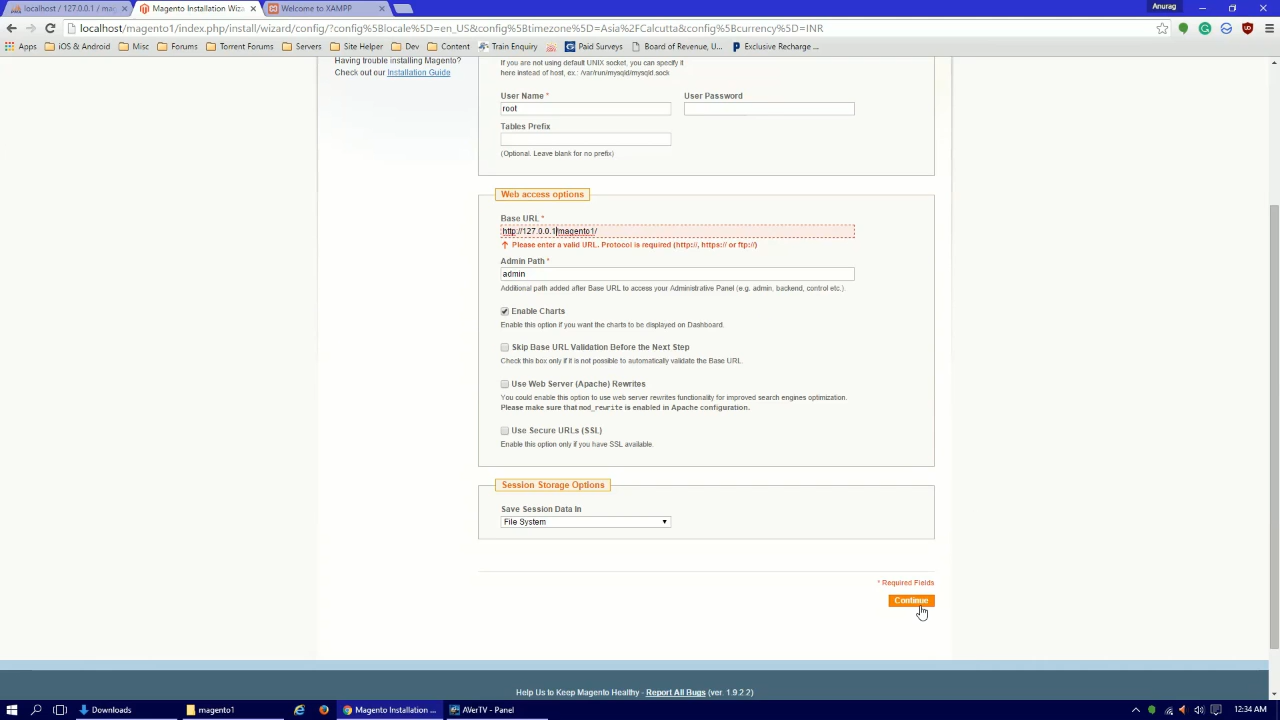 localhost / 127.0.0.1 / ma
Magento Installation Wiza
Welcome to XAMPP
Anurag
localhost/magento1/index.php/install/wizard/config/?config%5Blocale%5D=en_US&config%5Btimezone%5D=Asia%2FCalcutta&config%5Bcurrency%5D=INR
Apps
iOS & Android
Misc
Forums
Torrent Forums
Servers
Site Hacking
Dev
Content
Train Enquiry
Paid Surveys
Board of Revenue, U...
Exclusive Recharge ...
Having trouble installing Magento?
Check out our Installation Guide
If you are not using default UNIX socket, you can specify it
here instead of host, ex.: /var/run/mysqld/mysqld.sock
User Name *
User Password
root
Tables Prefix
(Optional. Leave blank for no prefix)
Web access options
Base URL *
http://127.0.0.1/magento1/
Please enter a valid URL. Protocol is required (http://, https:// or ftp://)
Admin Path *
admin
Additional path added after Base URL to access your Administrative Panel (e.g. admin, backend, control etc.).
Enable Charts
Enable this option if you want the charts to be displayed on Dashboard.
Skip Base URL Validation Before the Next Step
Check this box only if it is not possible to automatically validate the Base URL.
Use Web Server (Apache) Rewrites
You could enable this option to use web server rewrites functionality for improved search engines optimization.
Please make sure that mod_rewrite is enabled in Apache configuration.
Use Secure URLs (SSL)
Enable this option only if you have SSL available.
Session Storage Options
Save Session Data In
File System
* Required Fields
Continue
Help Us to Keep Magento Healthy - Report All Bugs (ver. 1.9.2.2)
Downloads
magento1
Magento Installation ...
AVerTV - Panel
12:34 AM